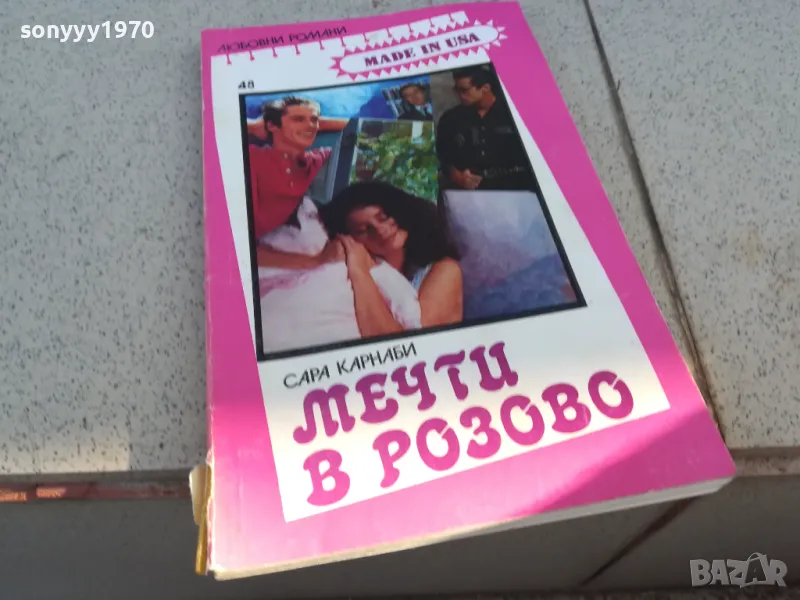 sonyyy1970
ЛЮБОВНИ РОМАНИ
MADE IN USA
48
САРА КАРНАБИ
МЕЧТИ
В РОЗОВО
BAZAR